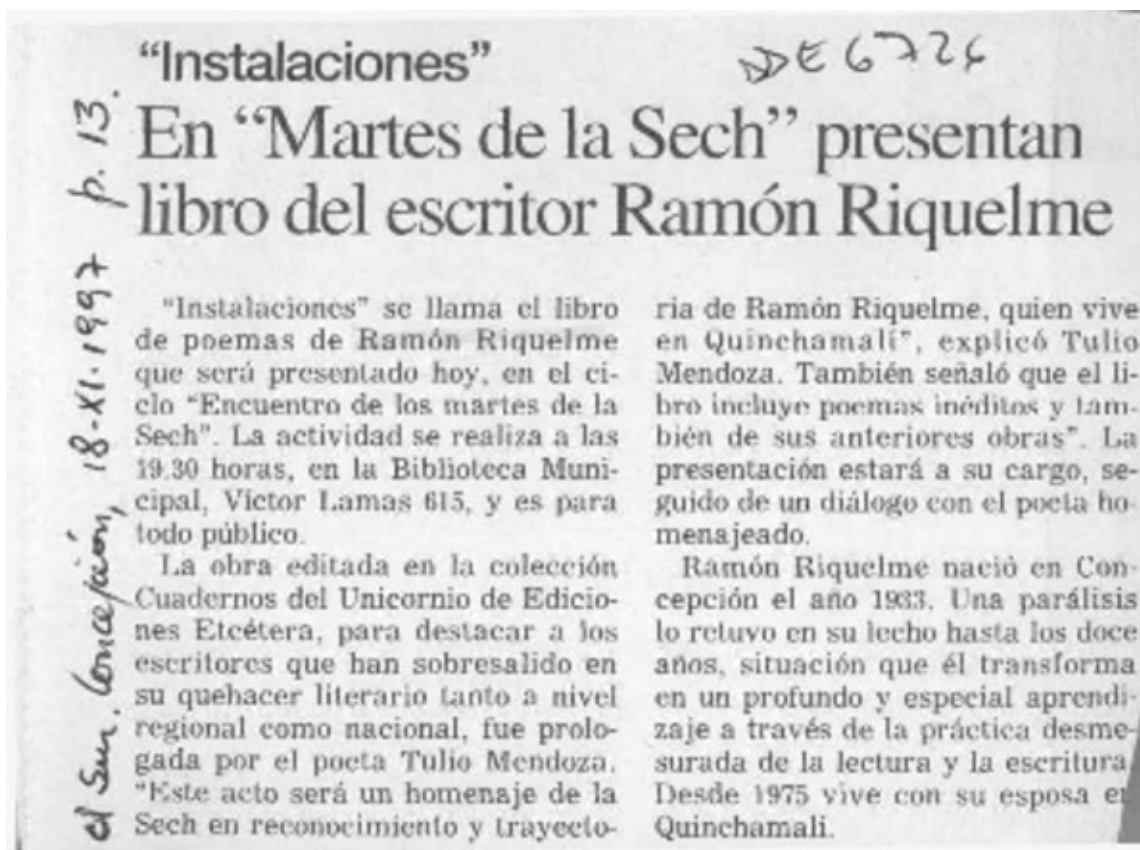 "Instalaciones"
DDE6726
En "Martes de la Sech" presentan
libro del escritor Ramón Riquelme
el Sur. Concepción, 18-XI-1997 p. 13.
"Instalaciones" se llama el libro
de poemas de Ramón Riquelme
que será presentado hoy, en el ci-
clo "Encuentro de los martes de la
Sech". La actividad se realiza a las
19.30 horas, en la Biblioteca Muni-
cipal, Víctor Lamas 615, y es para
todo público.
La obra editada en la colección
Cuadernos del Unicornio de Edicio-
nes Etcétera, para destacar a los
escritores que han sobresalido en
su quehacer literario tanto a nivel
regional como nacional, fue prolo-
gada por el poeta Tulio Mendoza.
"Este acto será un homenaje de la
Sech en reconocimiento y trayecto-
ria de Ramón Riquelme, quien vive
en Quinchamalí", explicó Tulio
Mendoza. También señaló que el li-
bro incluye poemas inéditos y tam-
bién de sus anteriores obras". La
presentación estará a su cargo, se-
guido de un diálogo con el poeta ho-
menajeado.
Ramón Riquelme nació en Con-
cepción el año 1933. Una parálisis
lo retuvo en su lecho hasta los doce
años, situación que él transforma
en un profundo y especial aprendi-
zaje a través de la práctica desme-
surada de la lectura y la escritura.
Desde 1975 vive con su esposa en
Quinchamalí.